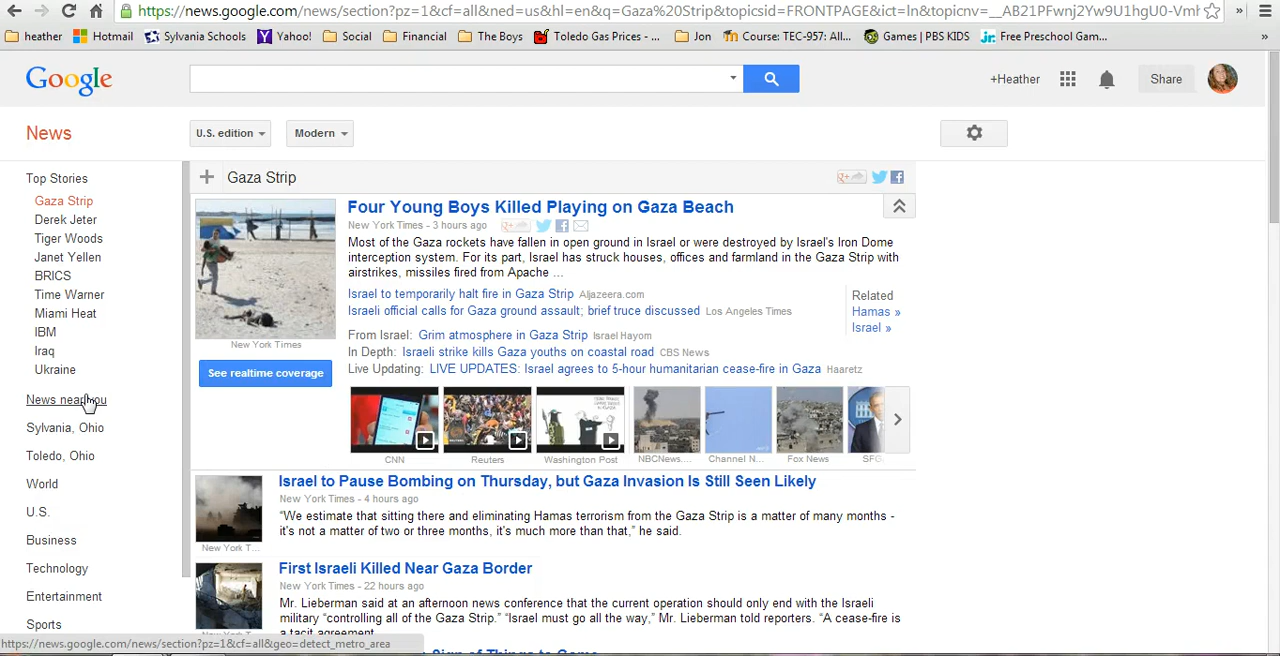 https://news.google.com/news/section?pz=1&cf=all&ned=us&hl=en&q=Gaza%20Strip&topicsid=FRONTPAGE&ict=ln&topicnv=__AB21PFwnj2Yw9U1hgU0-Vmh
heather Hotmail Sylvania Schools Yahoo! Social Financial The Boys Toledo Gas Prices - ... Jon Course: TEC-957: All... Games | PBS KIDS Free Preschool Gam... »
Google +Heather Share
News U.S. edition Modern
Top Stories
Gaza Strip
Derek Jeter
Tiger Woods
Janet Yellen
BRICS
Time Warner
Miami Heat
IBM
Iraq
Ukraine
News near you
Sylvania, Ohio
Toledo, Ohio
World
U.S.
Business
Technology
Entertainment
Sports
Gaza Strip
Four Young Boys Killed Playing on Gaza Beach
New York Times - 3 hours ago
Most of the Gaza rockets have fallen in open ground in Israel or were destroyed by Israel's Iron Dome
interception system. For its part, Israel has struck houses, offices and farmland in the Gaza Strip with
airstrikes, missiles fired from Apache ...
Israel to temporarily halt fire in Gaza Strip Aljazeera.com
Israeli official calls for Gaza ground assault; brief truce discussed Los Angeles Times
From Israel: Grim atmosphere in Gaza Strip Israel Hayom
In Depth: Israeli strike kills Gaza youths on coastal road CBS News
Live Updating: LIVE UPDATES: Israel agrees to 5-hour humanitarian cease-fire in Gaza Haaretz
Related
Hamas »
Israel »
New York Times
See realtime coverage
CNN Reuters Washington Post NBCNews.... Channel N... Fox News SFG
Israel to Pause Bombing on Thursday, but Gaza Invasion Is Still Seen Likely
New York Times - 4 hours ago
“We estimate that sitting there and eliminating Hamas terrorism from the Gaza Strip is a matter of many months -
it's not a matter of two or three months, it's much more than that,” he said.
New York T...
First Israeli Killed Near Gaza Border
New York Times - 22 hours ago
Mr. Lieberman said at an afternoon news conference that the current operation should only end with the Israeli
military “controlling all of the Gaza Strip.” “Israel must go all the way,” Mr. Lieberman told reporters. “A cease-fire is
a tacit agreement
New York T...
https://news.google.com/news/section?pz=1&cf=all&geo=detect_metro_area
Sign of Things to Come